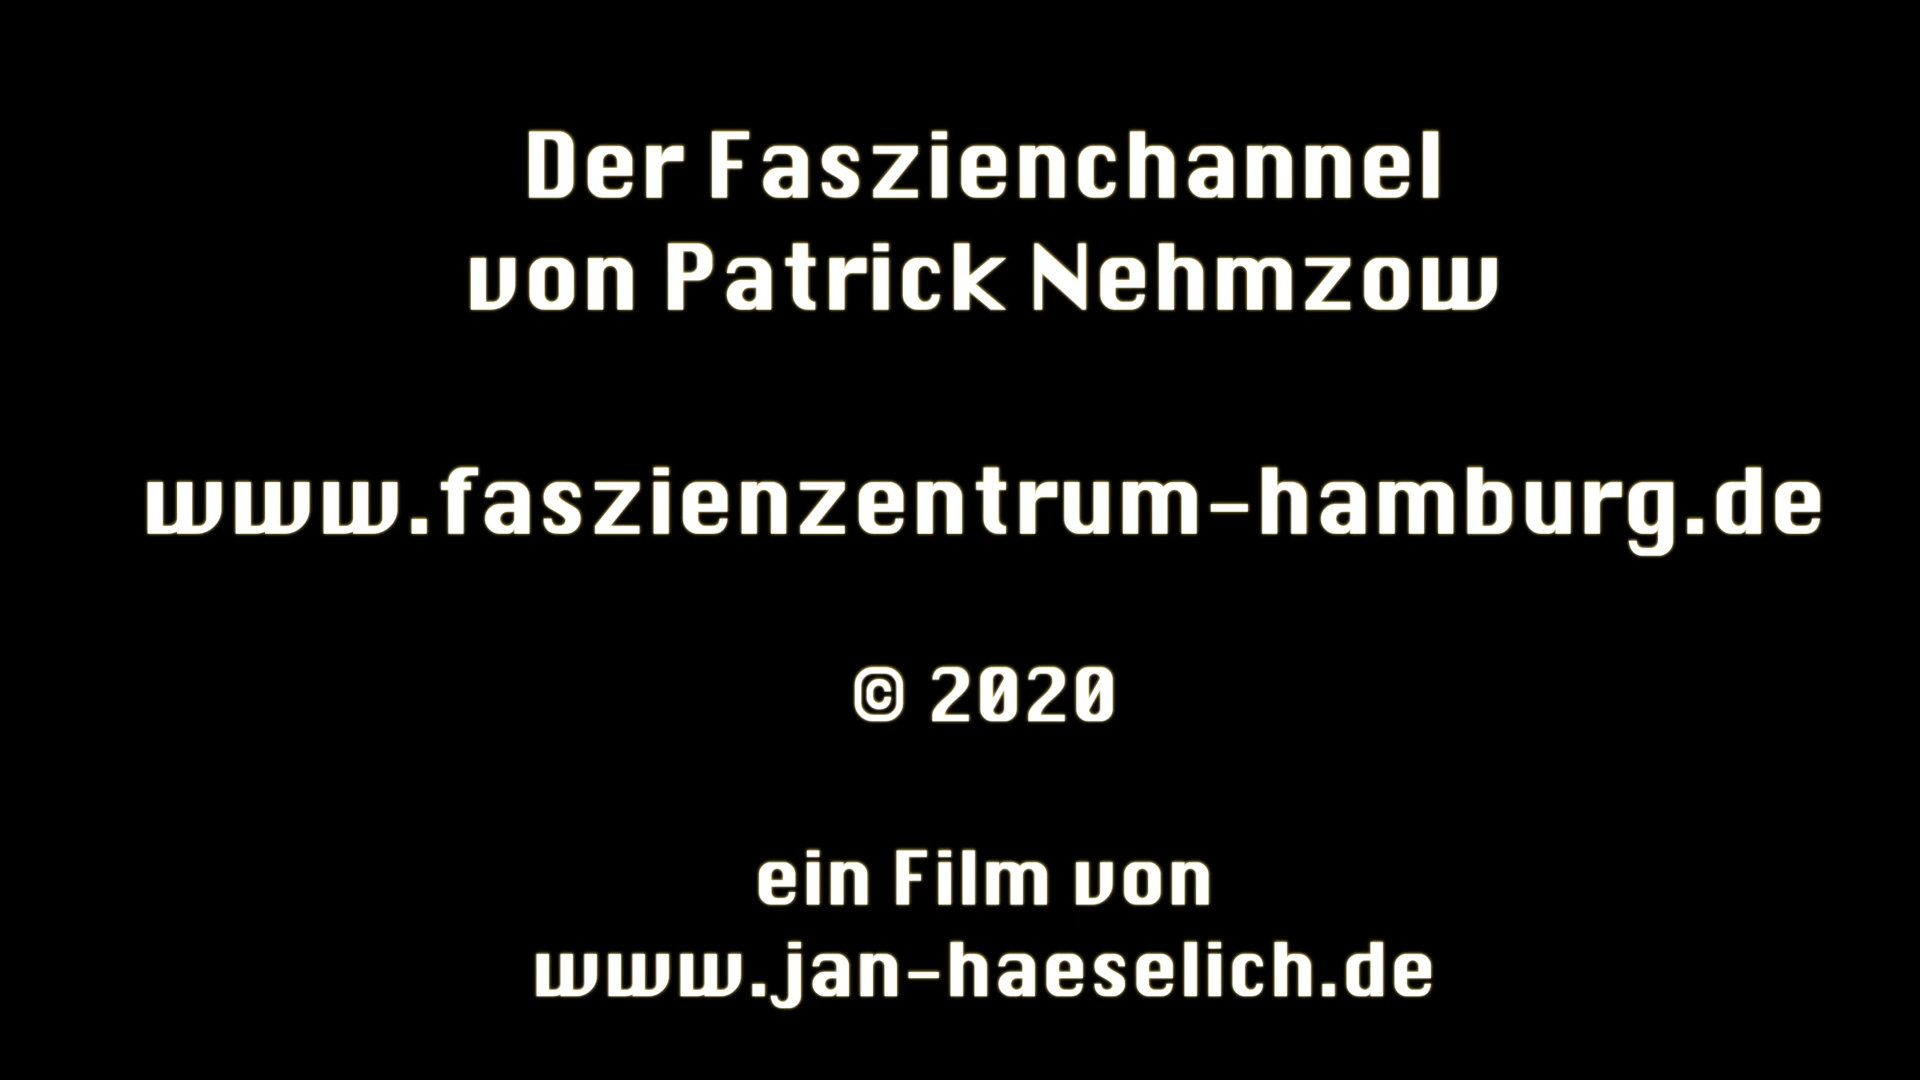 Der Faszienchannel
von Patrick Nehmzow
www.faszienzentrum-hamburg.de
© 2020
ein Film von
www.jan-haeselich.de